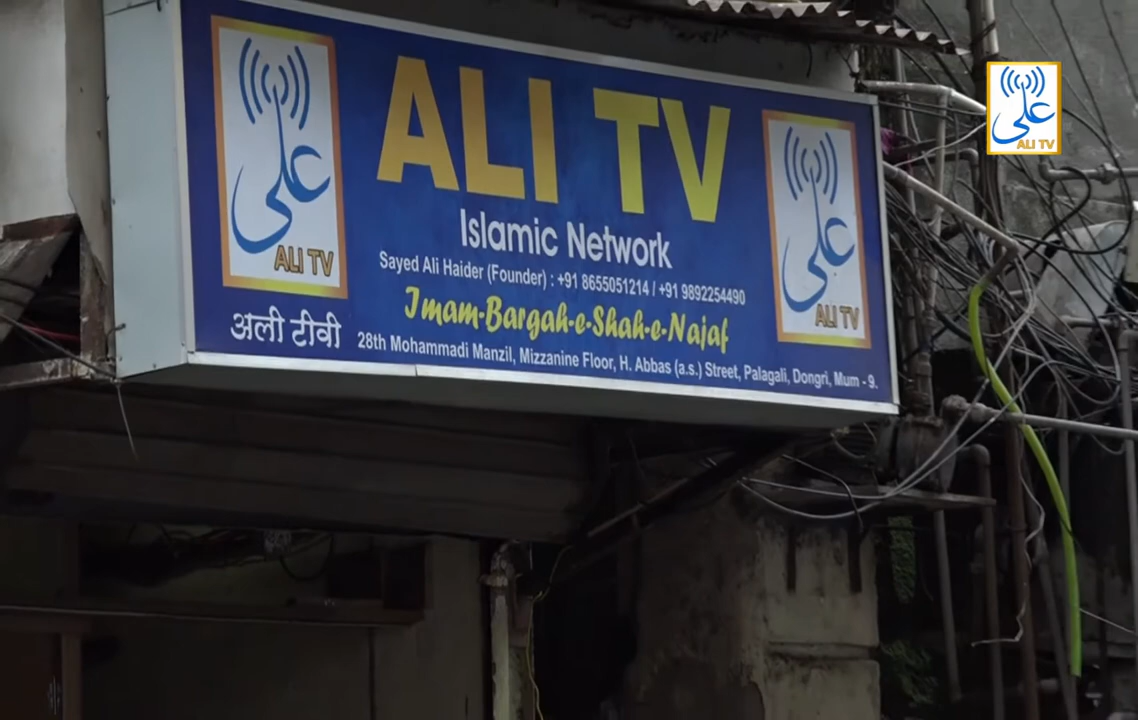 علی
ALI TV
ALI TV
Islamic Network
Sayed Ali Haider (Founder) : +91 8655051214 / +91 9892254490
Imam-Bargah-e-Shah-e-Najaf
अली टीवी
28th Mohammadi Manzil, Mizzanine Floor, H. Abbas (a.s.) Street, Palagali, Dongri, Mum - 9.
علی
ALI TV
علی
ALI TV